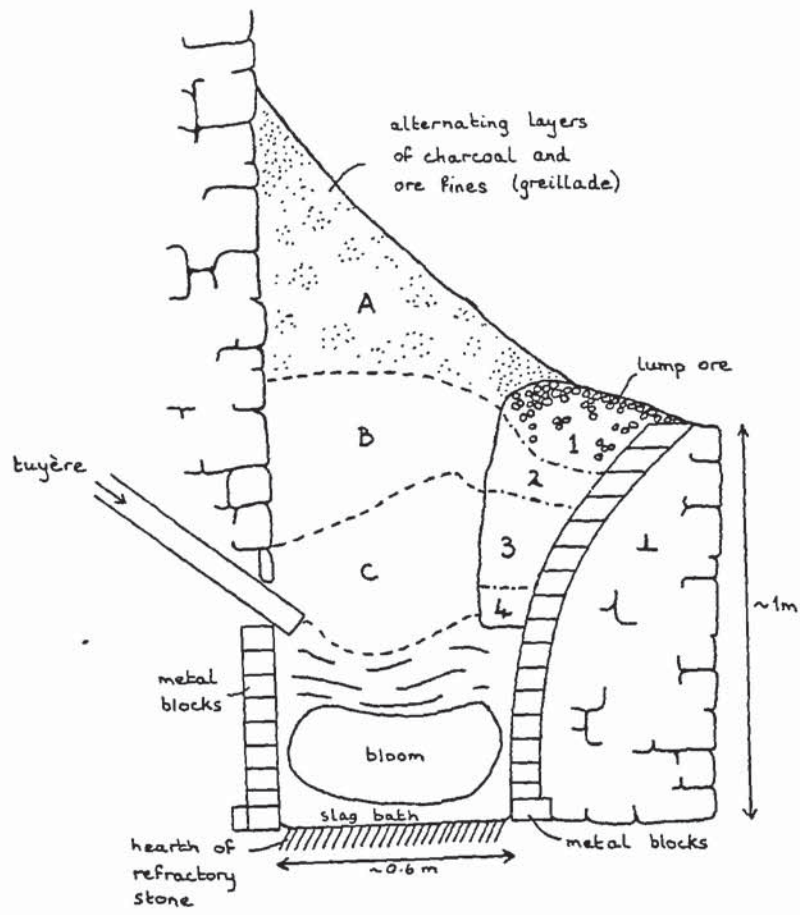 alternating layers
of charcoal and
ore fines (greillade)
A
lump ore
1
B
2
tuyère
3
C
4
~1m
metal
blocks
bloom
slag bath
hearth of
refractory
stone
~0.6 m
metal blocks